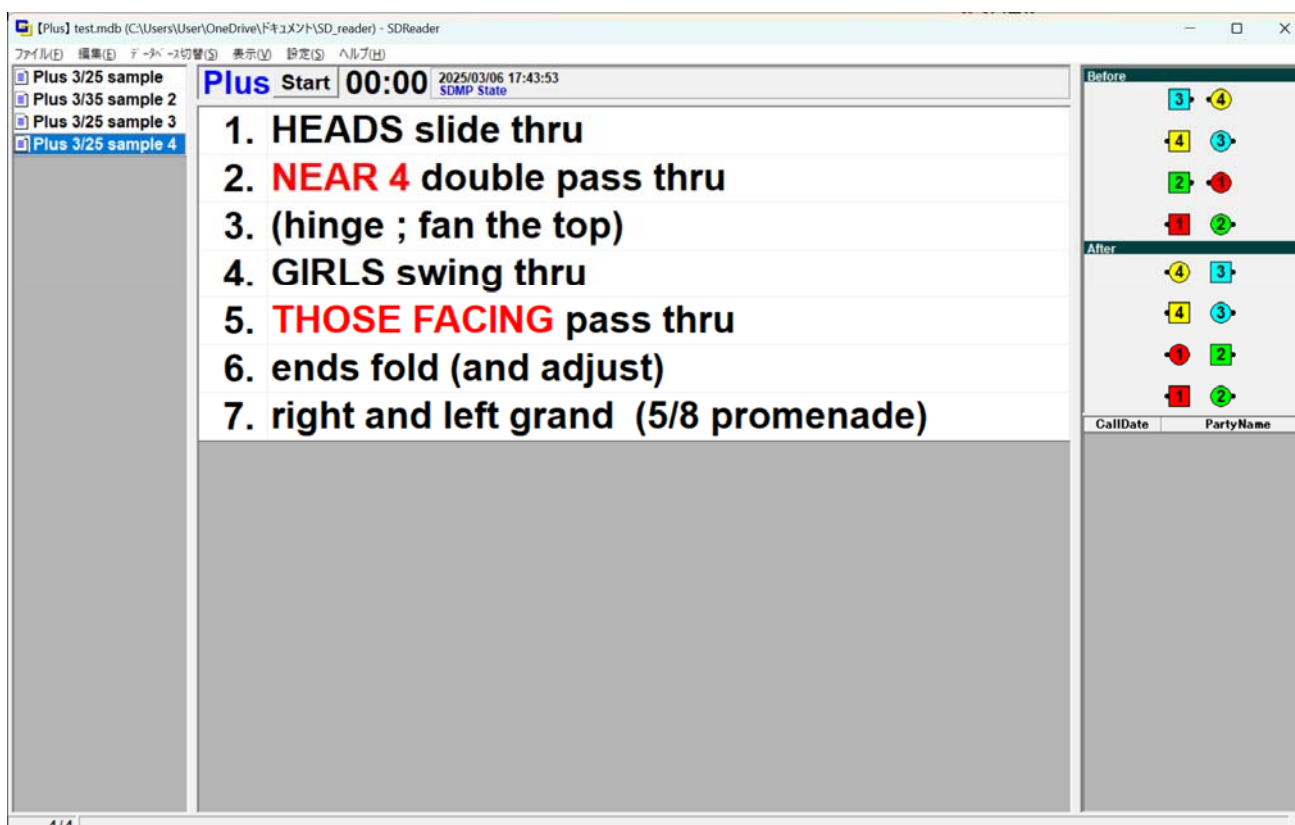 【Plus】 test.mdb (C:\Users\User\OneDrive\ドキュメント\SD_reader) - SDReader
ファイル(F) 編集(E) データベース切替(S) 表示(V) 設定(S) ヘルプ(H)
Plus 3/25 sample
Plus 3/35 sample 2
Plus 3/25 sample 3
Plus 3/25 sample 4
Plus Start 00:00 2025/03/06 17:43:53
SDMP State
1. HEADS slide thru
2. NEAR 4 double pass thru
3. (hinge ; fan the top)
4. GIRLS swing thru
5. THOSE FACING pass thru
6. ends fold (and adjust)
7. right and left grand (5/8 promenade)
Before
3 4
4 3
2 1
1 2
After
4 3
4 3
1 2
1 2
CallDate PartyName